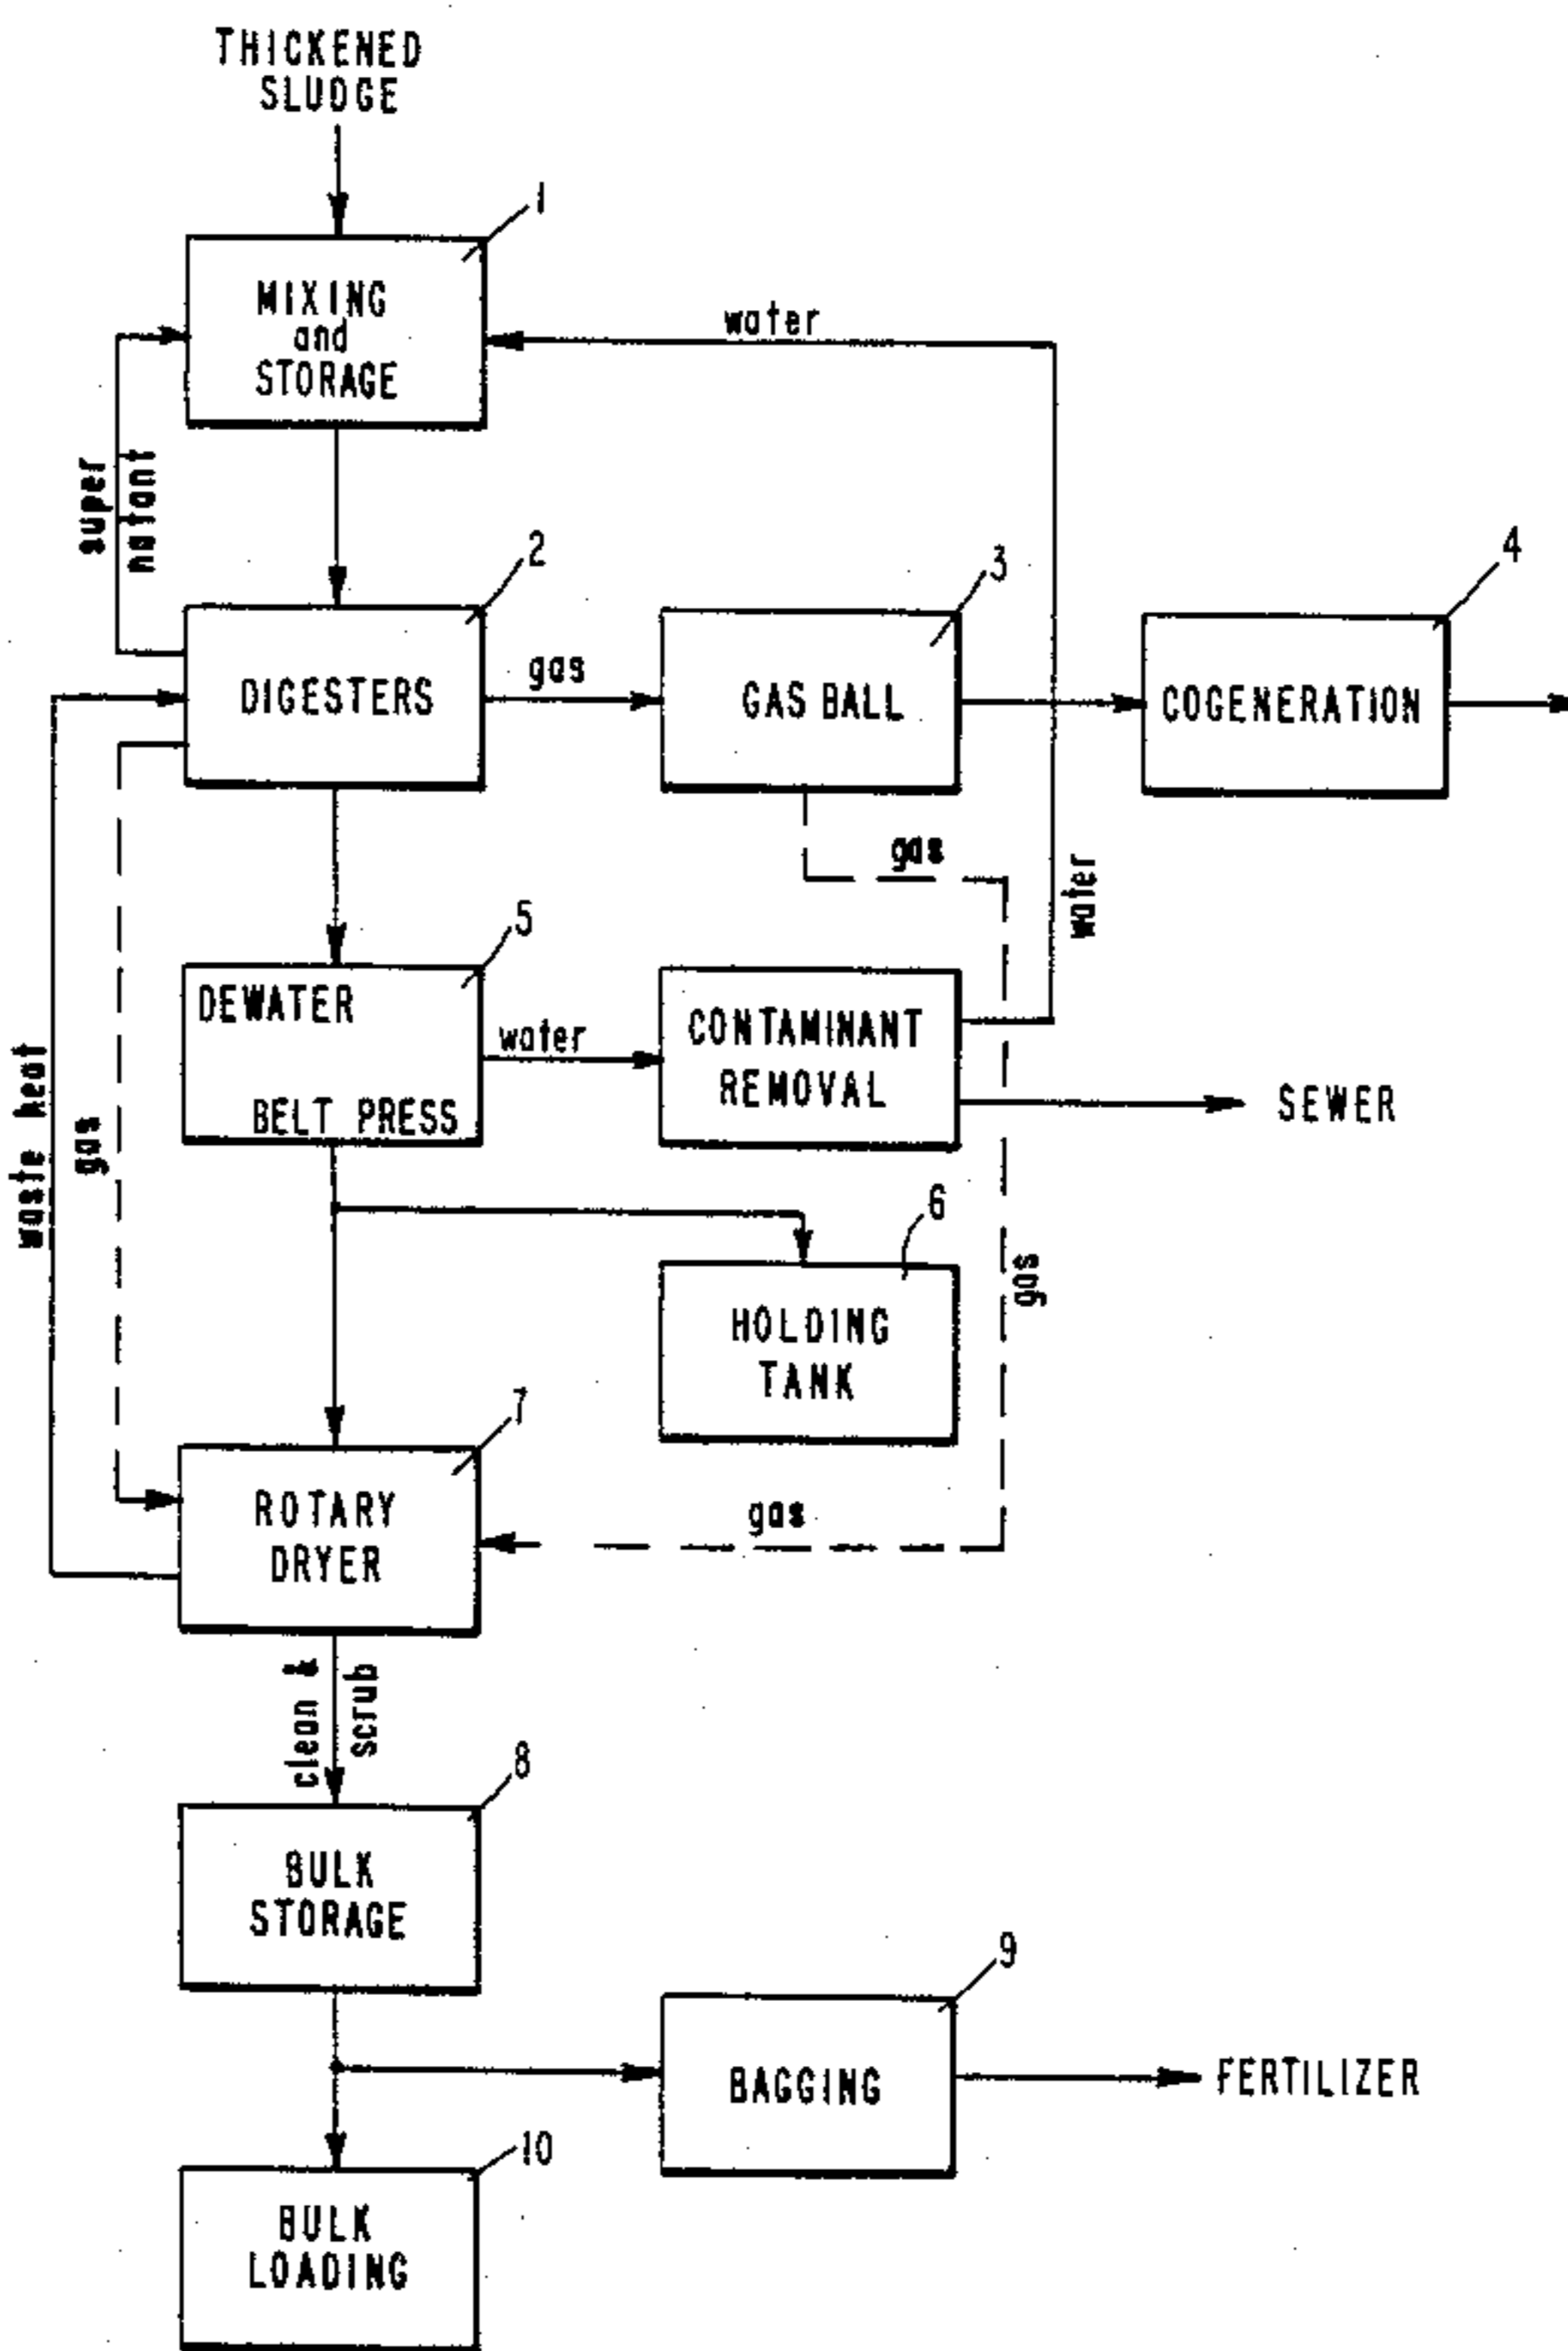 THICKENED
SLUDGE
1
MIXING
and
STORAGE
water
super
natant
2
DIGESTERS
gas
3
GAS BALL
4
COGENERATION
gas
water
5
DEWATER
BELT PRESS
water
CONTAMINANT
REMOVAL
SEWER
waste heat
gas
6
HOLDING
TANK
gas
7
ROTARY
DRYER
gas
clean &
scrub
8
BULK
STORAGE
9
BAGGING
FERTILIZER
10
BULK
LOADING